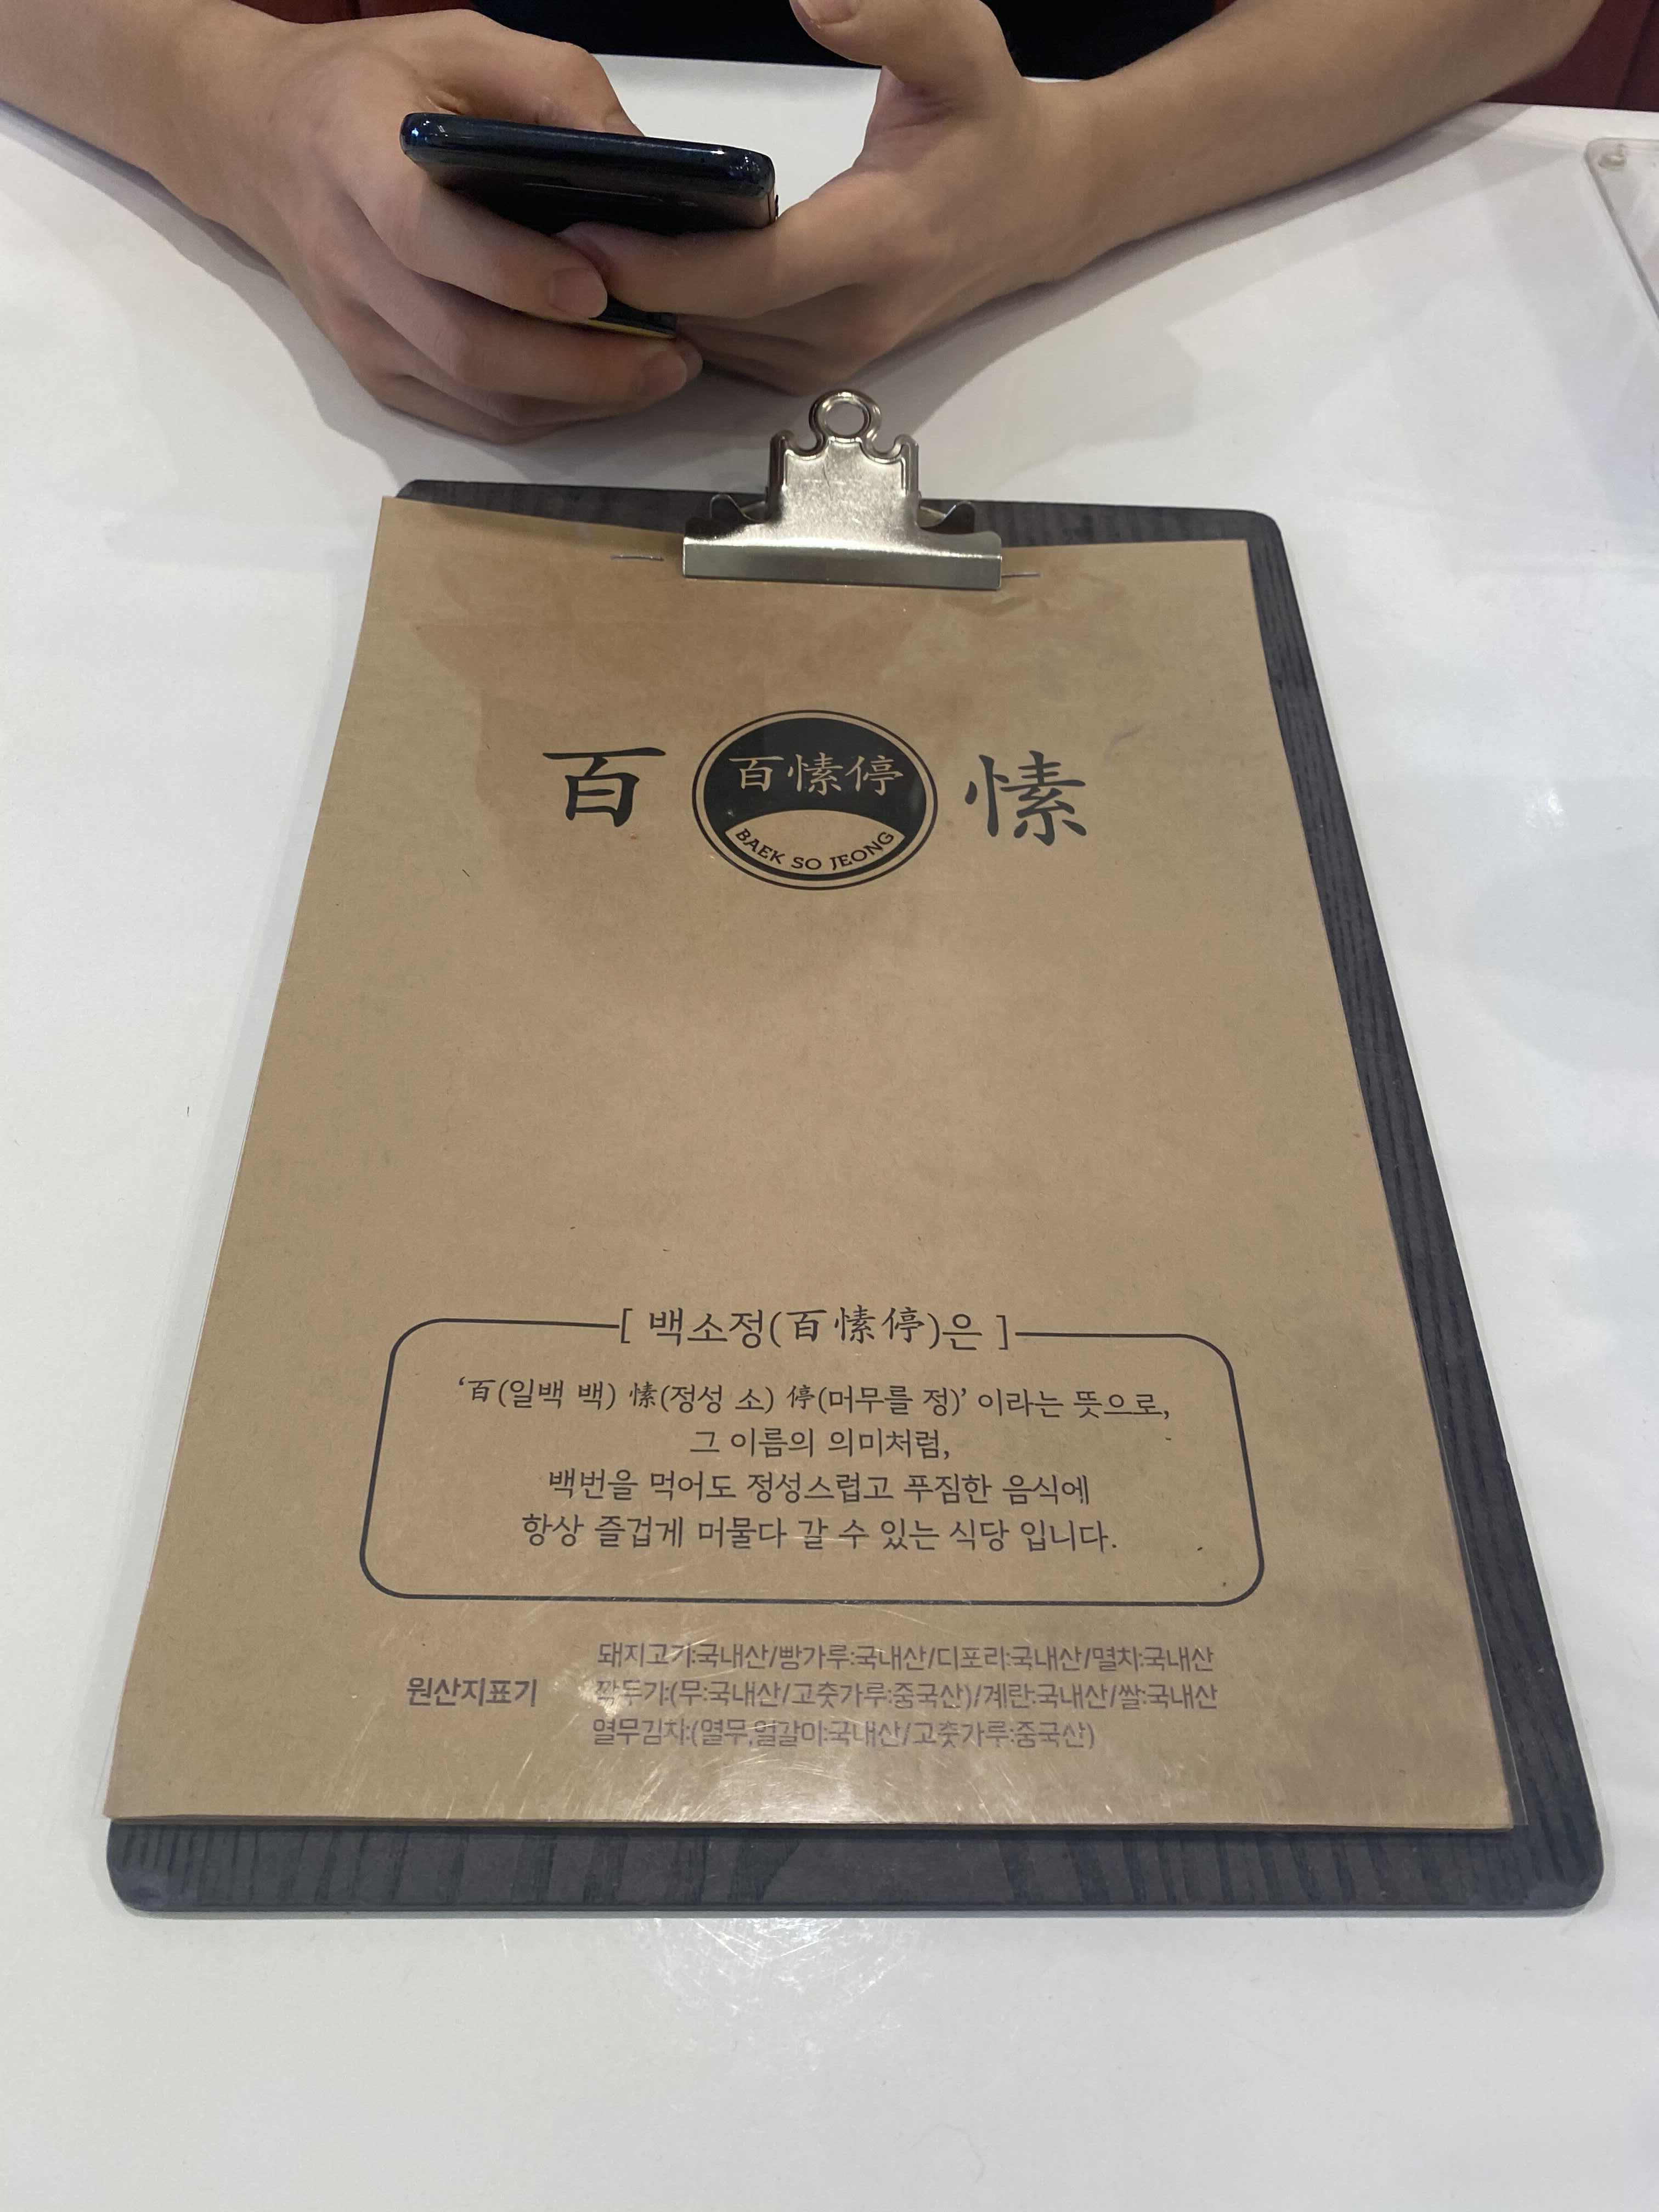 百 愫
百愫停
BAEK SO JEONG
[ 백소정(百愫停)은 ]
‘百(일백 백) 愫(정성 소) 停(머무를 정)’ 이라는 뜻으로,
그 이름의 의미처럼,
백번을 먹어도 정성스럽고 푸짐한 음식에
항상 즐겁게 머물다 갈 수 있는 식당 입니다.
원산지표기
돼지고기:국내산/빵가루:국내산/디포리:국내산/멸치:국내산
깍두기:(무:국내산/고춧가루:중국산)/계란:국내산/쌀:국내산
열무김치:(열무,얼갈이:국내산/고춧가루:중국산)